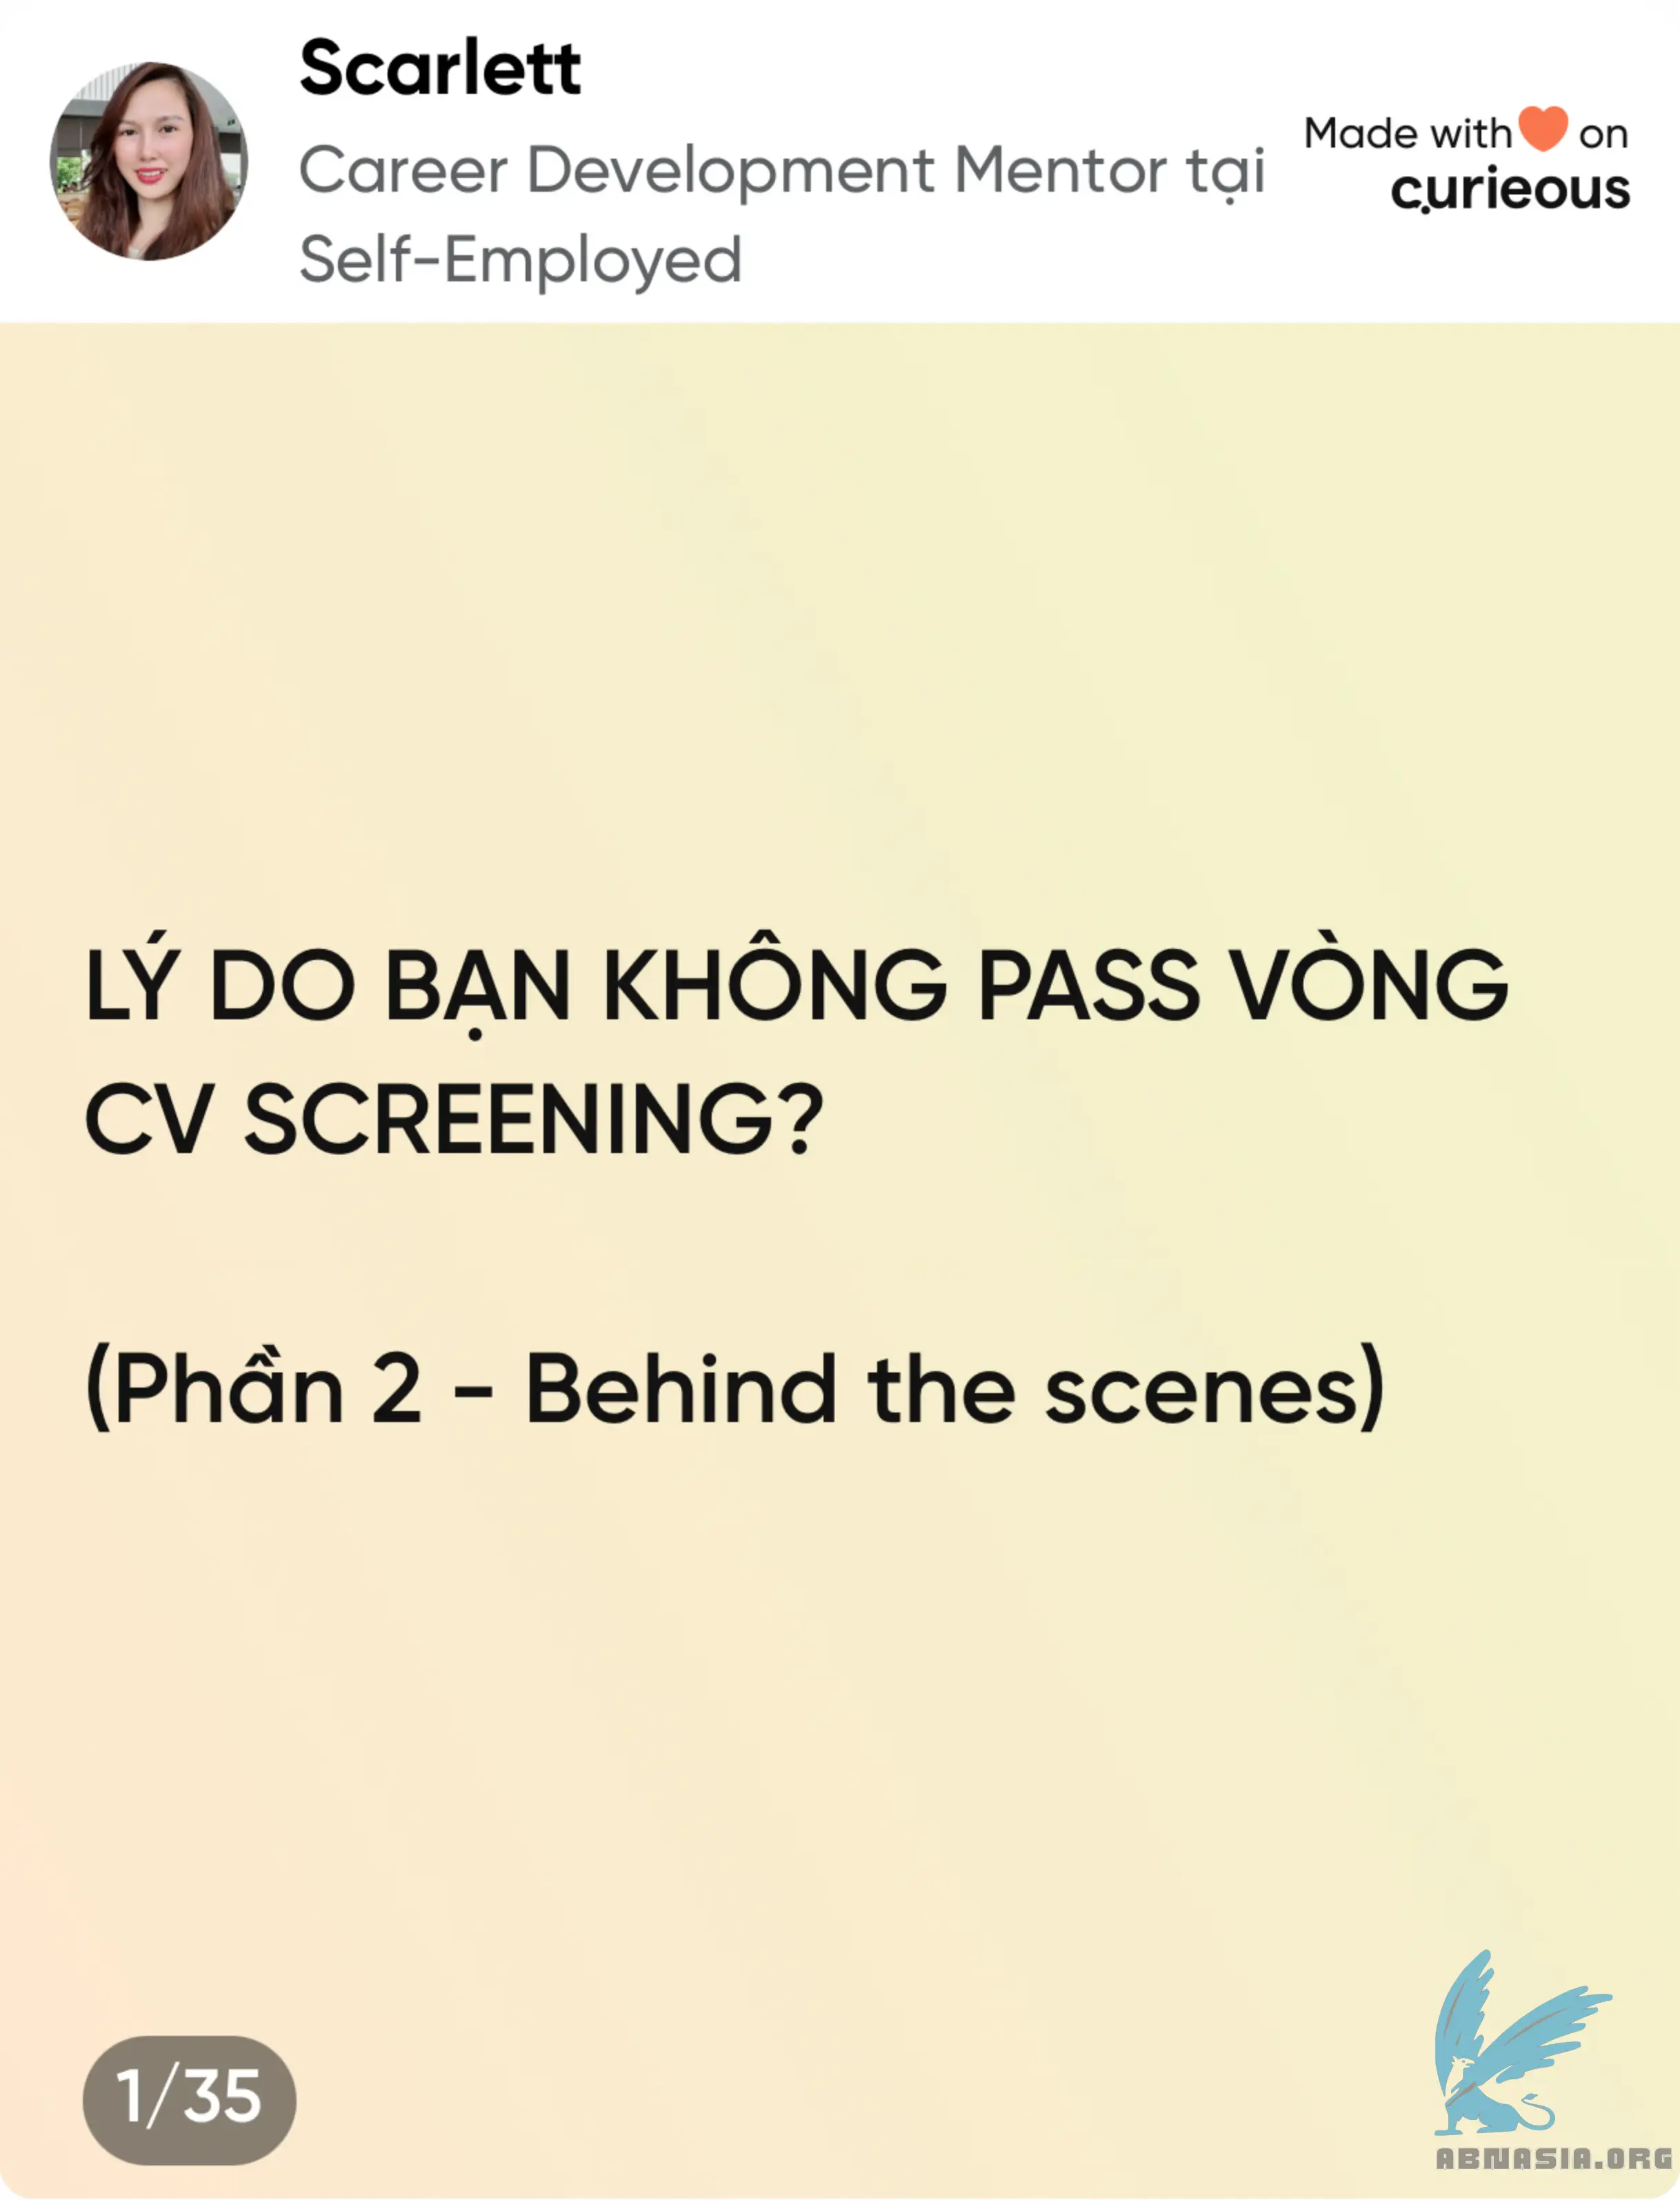 Scarlett
Career Development Mentor tại
Self-Employed
Made with on
curieous
LÝ DO BẠN KHÔNG PASS VÒNG
CV SCREENING?
(Phần 2 - Behind the scenes)
1/35
ABNASIA.ORG